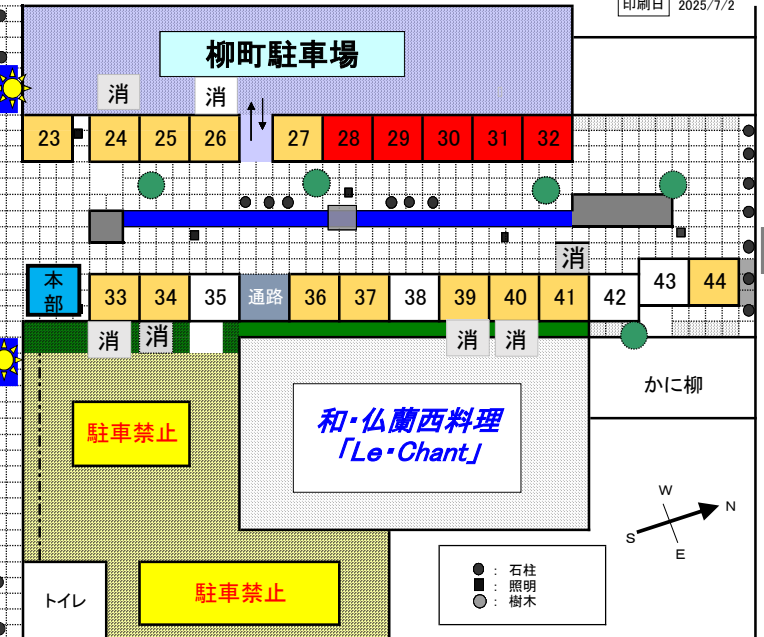 印刷日 2025/7/2
柳町駐車場
消 消
23 24 25 26 27 28 29 30 31 32
消
本部 33 34 35 通路 36 37 38 39 40 41 42 43 44
消 消 消 消
かに柳
駐車禁止
和・仏蘭西料理
「Le・Chant」
W
N
S
E
トイレ
駐車禁止
● : 石柱
■ : 照明
● : 樹木